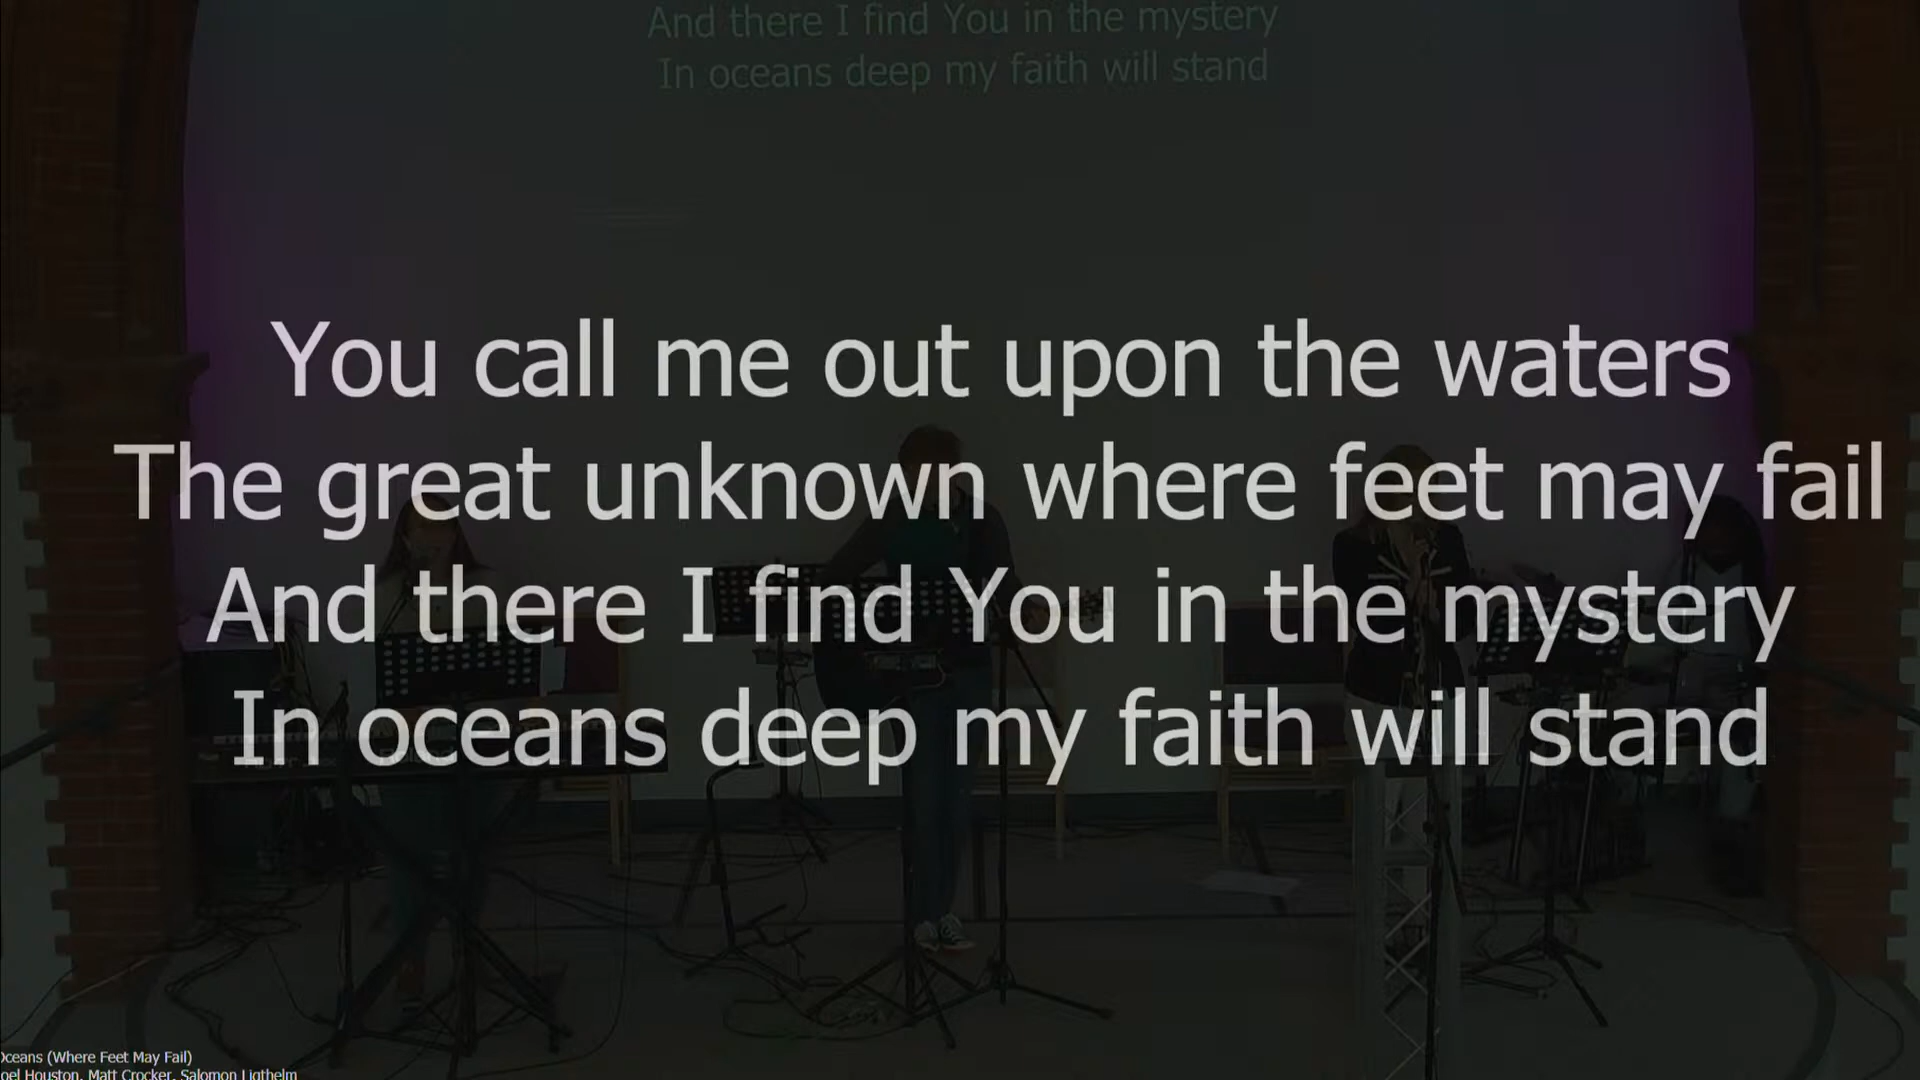 And there I find You in the mystery
In oceans deep my faith will stand
You call me out upon the waters
The great unknown where feet may fail
And there I find You in the mystery
In oceans deep my faith will stand
Oceans (Where Feet May Fail)
oel Houston, Matt Crocker, Salomon Ligthelm